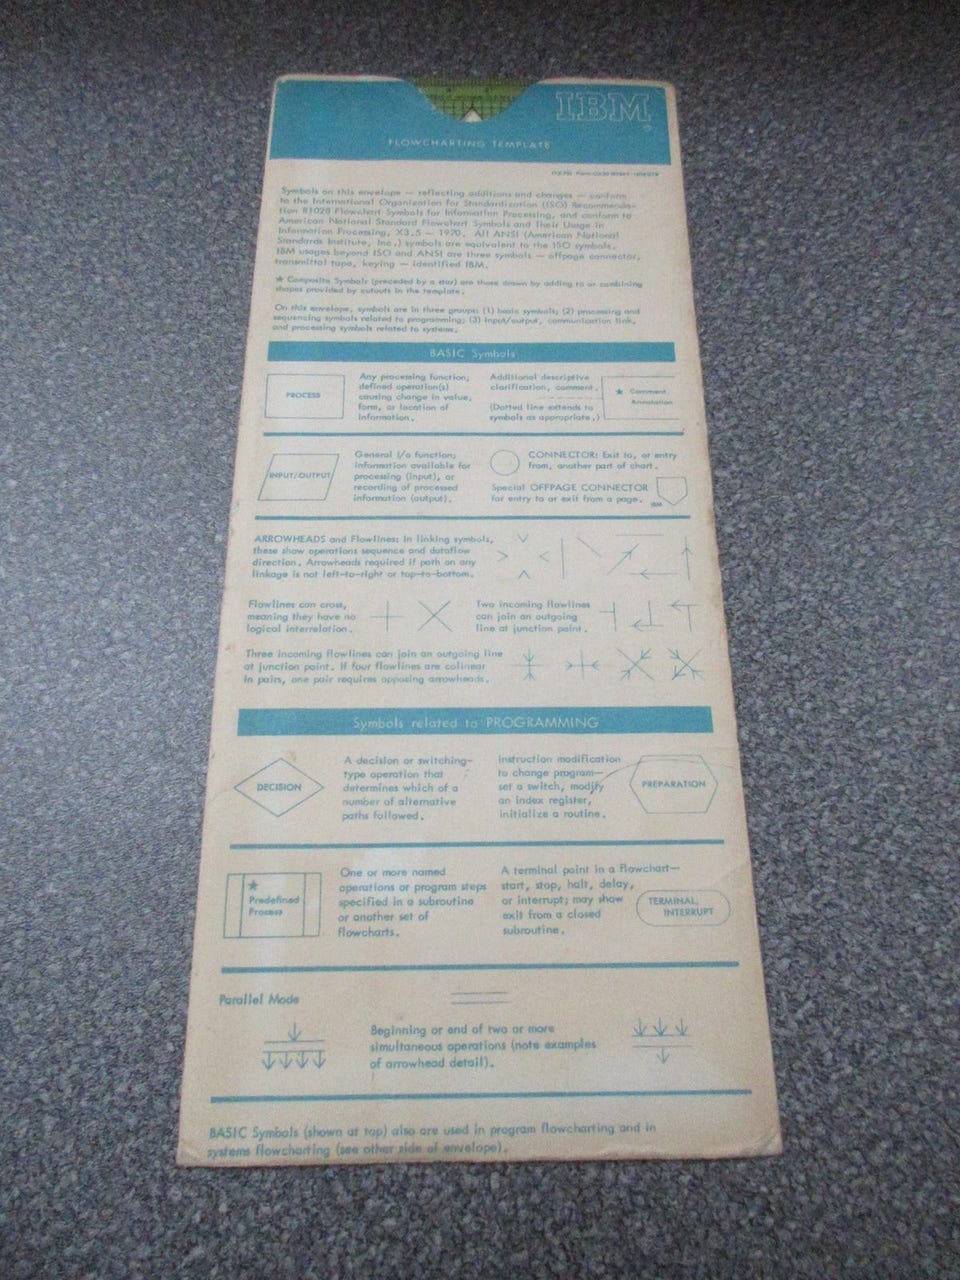 IBM
®
FLOWCHARTING TEMPLATE
Symbols on this envelope — reflecting additions and changes — conform
to the International Organization for Standardization (ISO) Recommenda-
tion R1028 Flowchart Symbols for Information Processing, and conform to
American National Standard Flowchart Symbols and Their Usage in
Information Processing, X3.5 — 1970. All ANSI (American National
Standards Institute, Inc.) symbols are equivalent to the ISO symbols.
IBM usages beyond ISO and ANSI are three symbols — offpage connector,
transmittal tape, keying — identified IBM.
★ Composite Symbols (preceded by a star) are those drawn by adding to or combining
shapes provided by cutouts in the template.
On this envelope, symbols are in three groups: (1) basic symbols; (2) processing and
sequencing symbols related to programming; (3) input/output, communication link,
and processing symbols related to systems.
BASIC Symbols
PROCESS
Any processing function;
defined operation(s)
causing change in value,
form, or location of
information.
Additional descriptive
clarification, comment.
(Dotted line extends to
symbols as appropriate.)
★ Comment
Annotation
INPUT/OUTPUT
General i/o function;
information available for
processing (input), or
recording of processed
information (output).
CONNECTOR: Exit to, or entry
from, another part of chart.
Special OFFPAGE CONNECTOR
for entry to or exit from a page.
IBM
ARROWHEADS and Flowlines: In linking symbols,
these show operations sequence and dataflow
direction. Arrowheads required if path on any
linkage is not left-to-right or top-to-bottom.
Flowlines can cross,
meaning they have no
logical interrelation.
Two incoming flowlines
can join an outgoing
line at junction point.
Three incoming flowlines can join an outgoing line
at junction point. If four flowlines are colinear
in pairs, one pair requires opposing arrowheads.
Symbols related to PROGRAMMING
DECISION
A decision or switching-
type operation that
determines which of a
number of alternative
paths followed.
Instruction modification
to change program—
set a switch, modify
an index register,
initialize a routine.
PREPARATION
★
Predefined
Process
One or more named
operations or program steps
specified in a subroutine
or another set of
flowcharts.
A terminal point in a flowchart—
start, stop, halt, delay,
or interrupt; may show
exit from a closed
subroutine.
TERMINAL,
INTERRUPT
Parallel Mode
Beginning or end of two or more
simultaneous operations (note examples
of arrowhead detail).
BASIC Symbols (shown at top) also are used in program flowcharting and in
systems flowcharting (see other side of envelope).